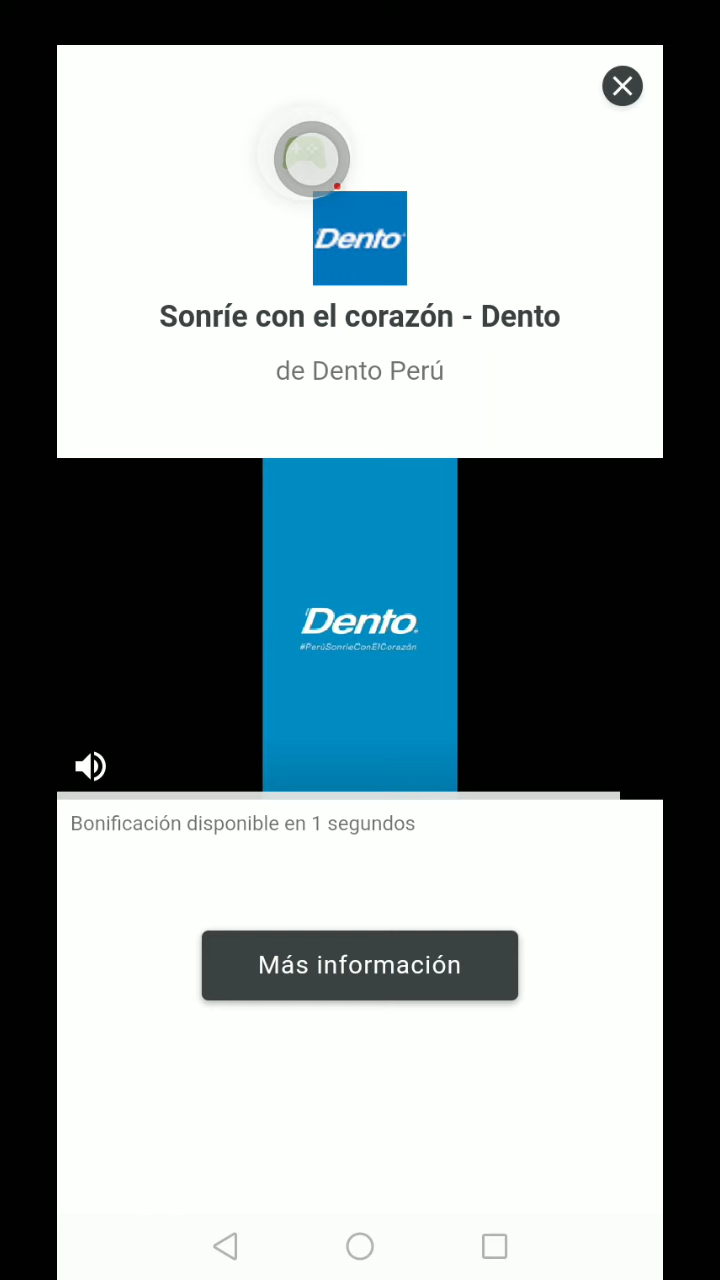 Dento
Sonríe con el corazón - Dento
de Dento Perú
Dento
#PerúSonríeConElCorazón
Bonificación disponible en 1 segundos
Más información